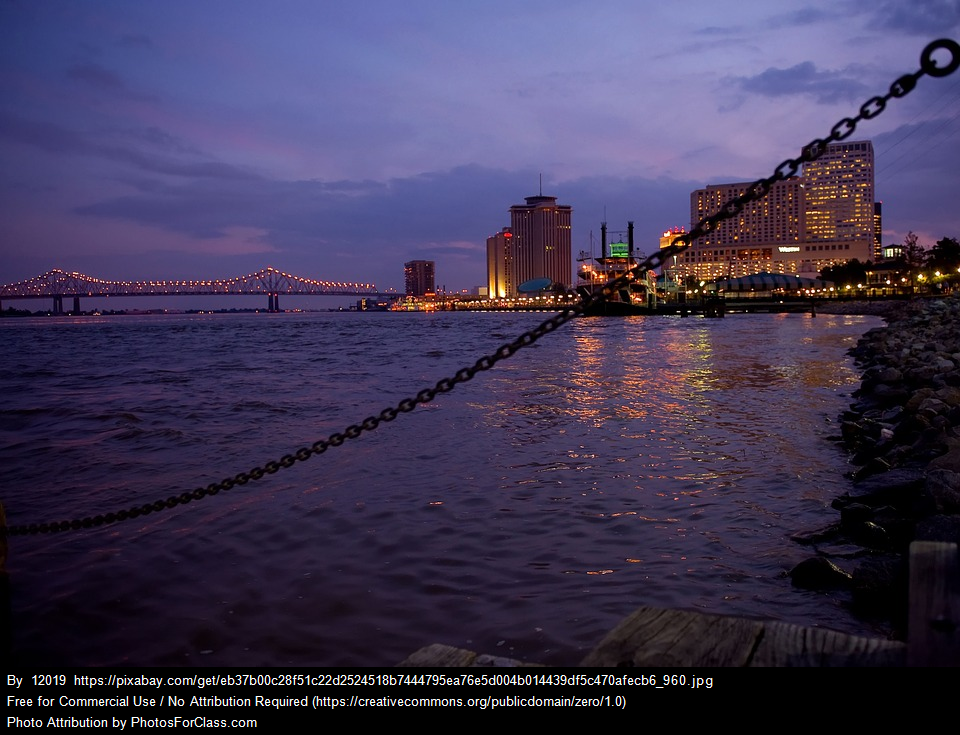 Westin
By 12019 https://pixabay.com/get/eb37b00c28f51c22d2524518b7444795ea76e5d004b014439df5c470afecb6_960.jpg
Free for Commercial Use / No Attribution Required (https://creativecommons.org/publicdomain/zero/1.0)
Photo Attribution by PhotosForClass.com